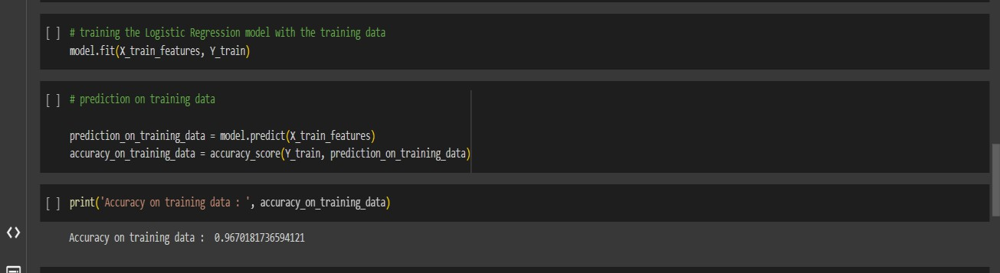 [ ] # training the Logistic Regression model with the training data
model.fit(X_train_features, Y_train)
[ ] # prediction on training data
prediction_on_training_data = model.predict(X_train_features)
accuracy_on_training_data = accuracy_score(Y_train, prediction_on_training_data)
[ ] print('Accuracy on training data : ', accuracy_on_training_data)
Accuracy on training data :  0.9670181736594121